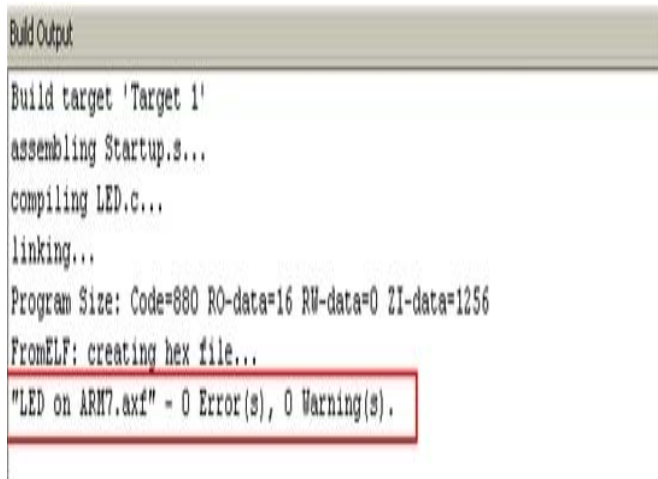 Build Output
Build target 'Target 1'
assembling Startup.s...
compiling LED.c...
linking...
Program Size: Code=880 RO-data=16 RW-data=0 ZI-data=1256
FromELF: creating hex file...
"LED on ARM7.axf" - 0 Error(s), 0 Warning(s).